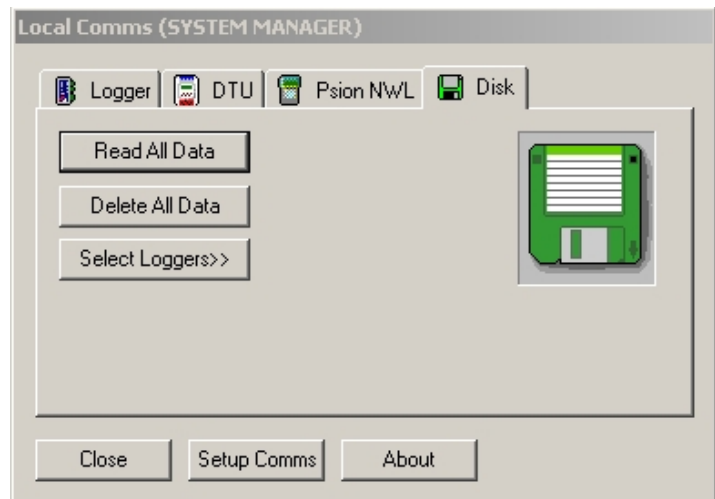 Local Comms (SYSTEM MANAGER)
Logger DTU Psion NWL Disk
Read All Data
Delete All Data
Select Loggers>>
Close Setup Comms About